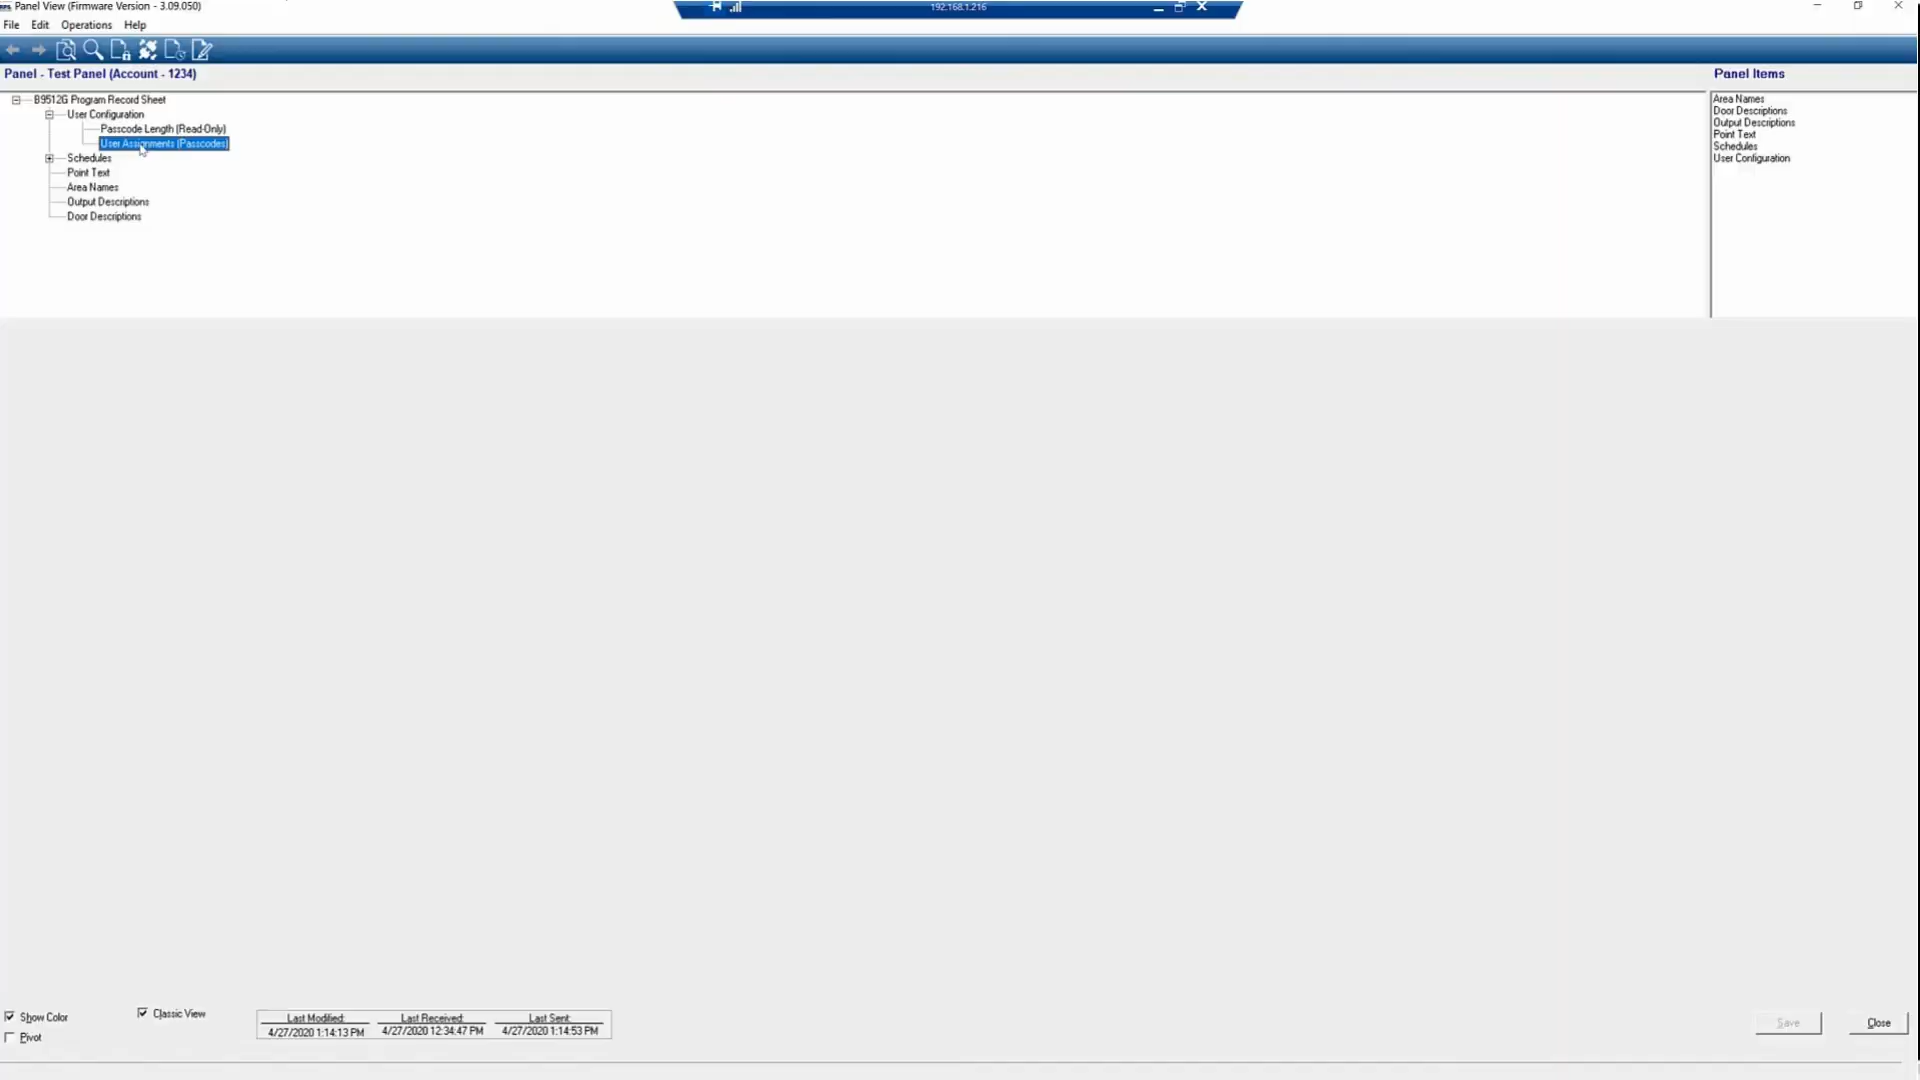 Panel View (Firmware Version - 3.09.050)
192.168.1.216
File Edit Operations Help
Panel - Test Panel (Account - 1234)
Panel Items
B9512G Program Record Sheet
User Configuration
Passcode Length (Read-Only)
User Assignments (Passcodes)
Schedules
Point Text
Area Names
Output Descriptions
Door Descriptions
Area Names
Door Descriptions
Output Descriptions
Point Text
Schedules
User Configuration
Show Color
Classic View
Pivot
Last Modified: Last Received: Last Sent:
4/27/2020 1:14:13 PM 4/27/2020 12:34:47 PM 4/27/2020 1:14:53 PM
Save
Close